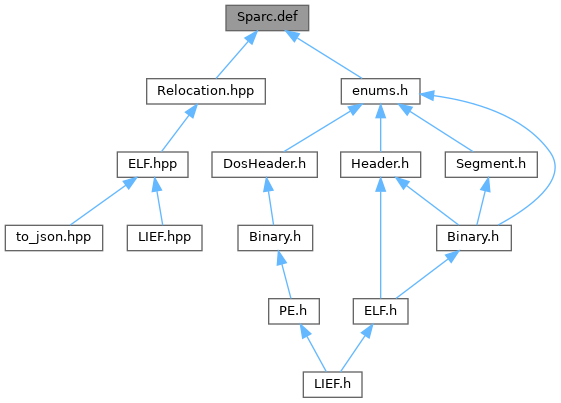 Sparc.def
Relocation.hpp
enums.h
ELF.hpp
DosHeader.h
Header.h
Segment.h
to_json.hpp
LIEF.hpp
Binary.h
Binary.h
PE.h
ELF.h
LIEF.h